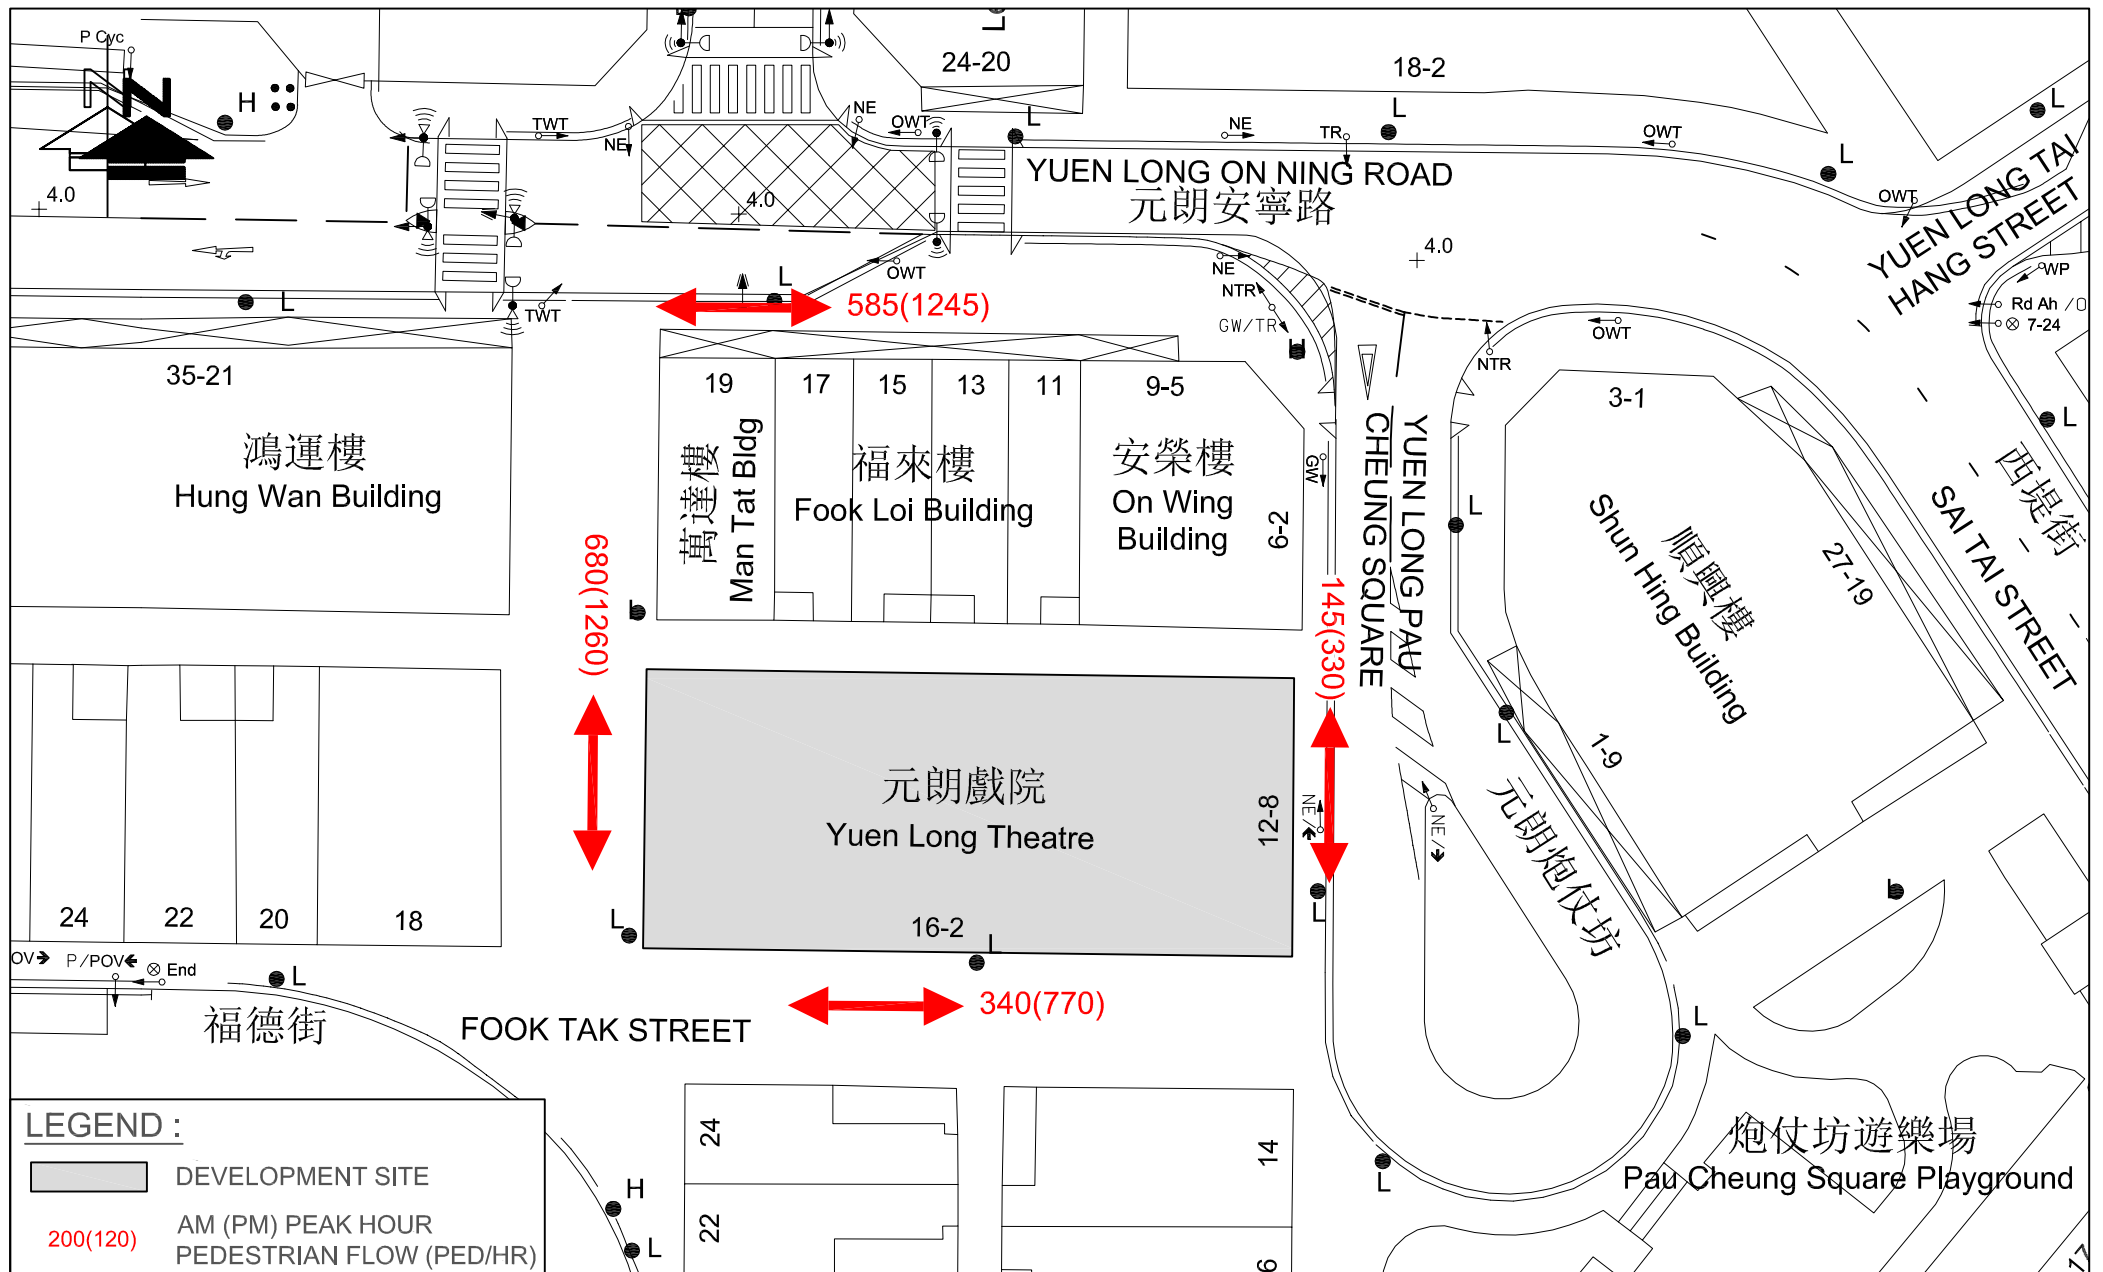 P Cyc
N
H
4.0
TWT
NE
24-20
L
18-2
L
NE
OWT
L
NE
TR
L
OWT
L
L
YUEN LONG ON NING ROAD
元朗安寧路
4.0
OWT
YUEN LONG TAI
HANG STREET
4.0
WP
Rd Ah / O
7-24
L
TWT
L
OWT
585(1245)
NE
NTR
GW/TR
H
OWT
NTR
L
35-21
鴻運樓
Hung Wan Building
19
萬達樓
Man Tat Bldg
17
15
13
11
福來樓
Fook Loi Building
9-5
安榮樓
On Wing
Building
6-2
GW
YUEN LONG PAU
CHEUNG SQUARE
L
3-1
順興樓
Shun Hing Building
27-19
1-9
西堤街
SAI TAI STREET
680(1260)
L
145(330)
L
元朗戲院
Yuen Long Theatre
12-8
16-2
NE/
NE/
元朗炮仗坊
L
L
L
L
24
22
20
18
OV
P/POV
End
L
福德街
FOOK TAK STREET
340(770)
L
24
22
14
6
L
炮仗坊遊樂場
Pau Cheung Square Playground
17
H
L
LEGEND :
DEVELOPMENT SITE
200(120)
AM (PM) PEAK HOUR
PEDESTRIAN FLOW (PED/HR)